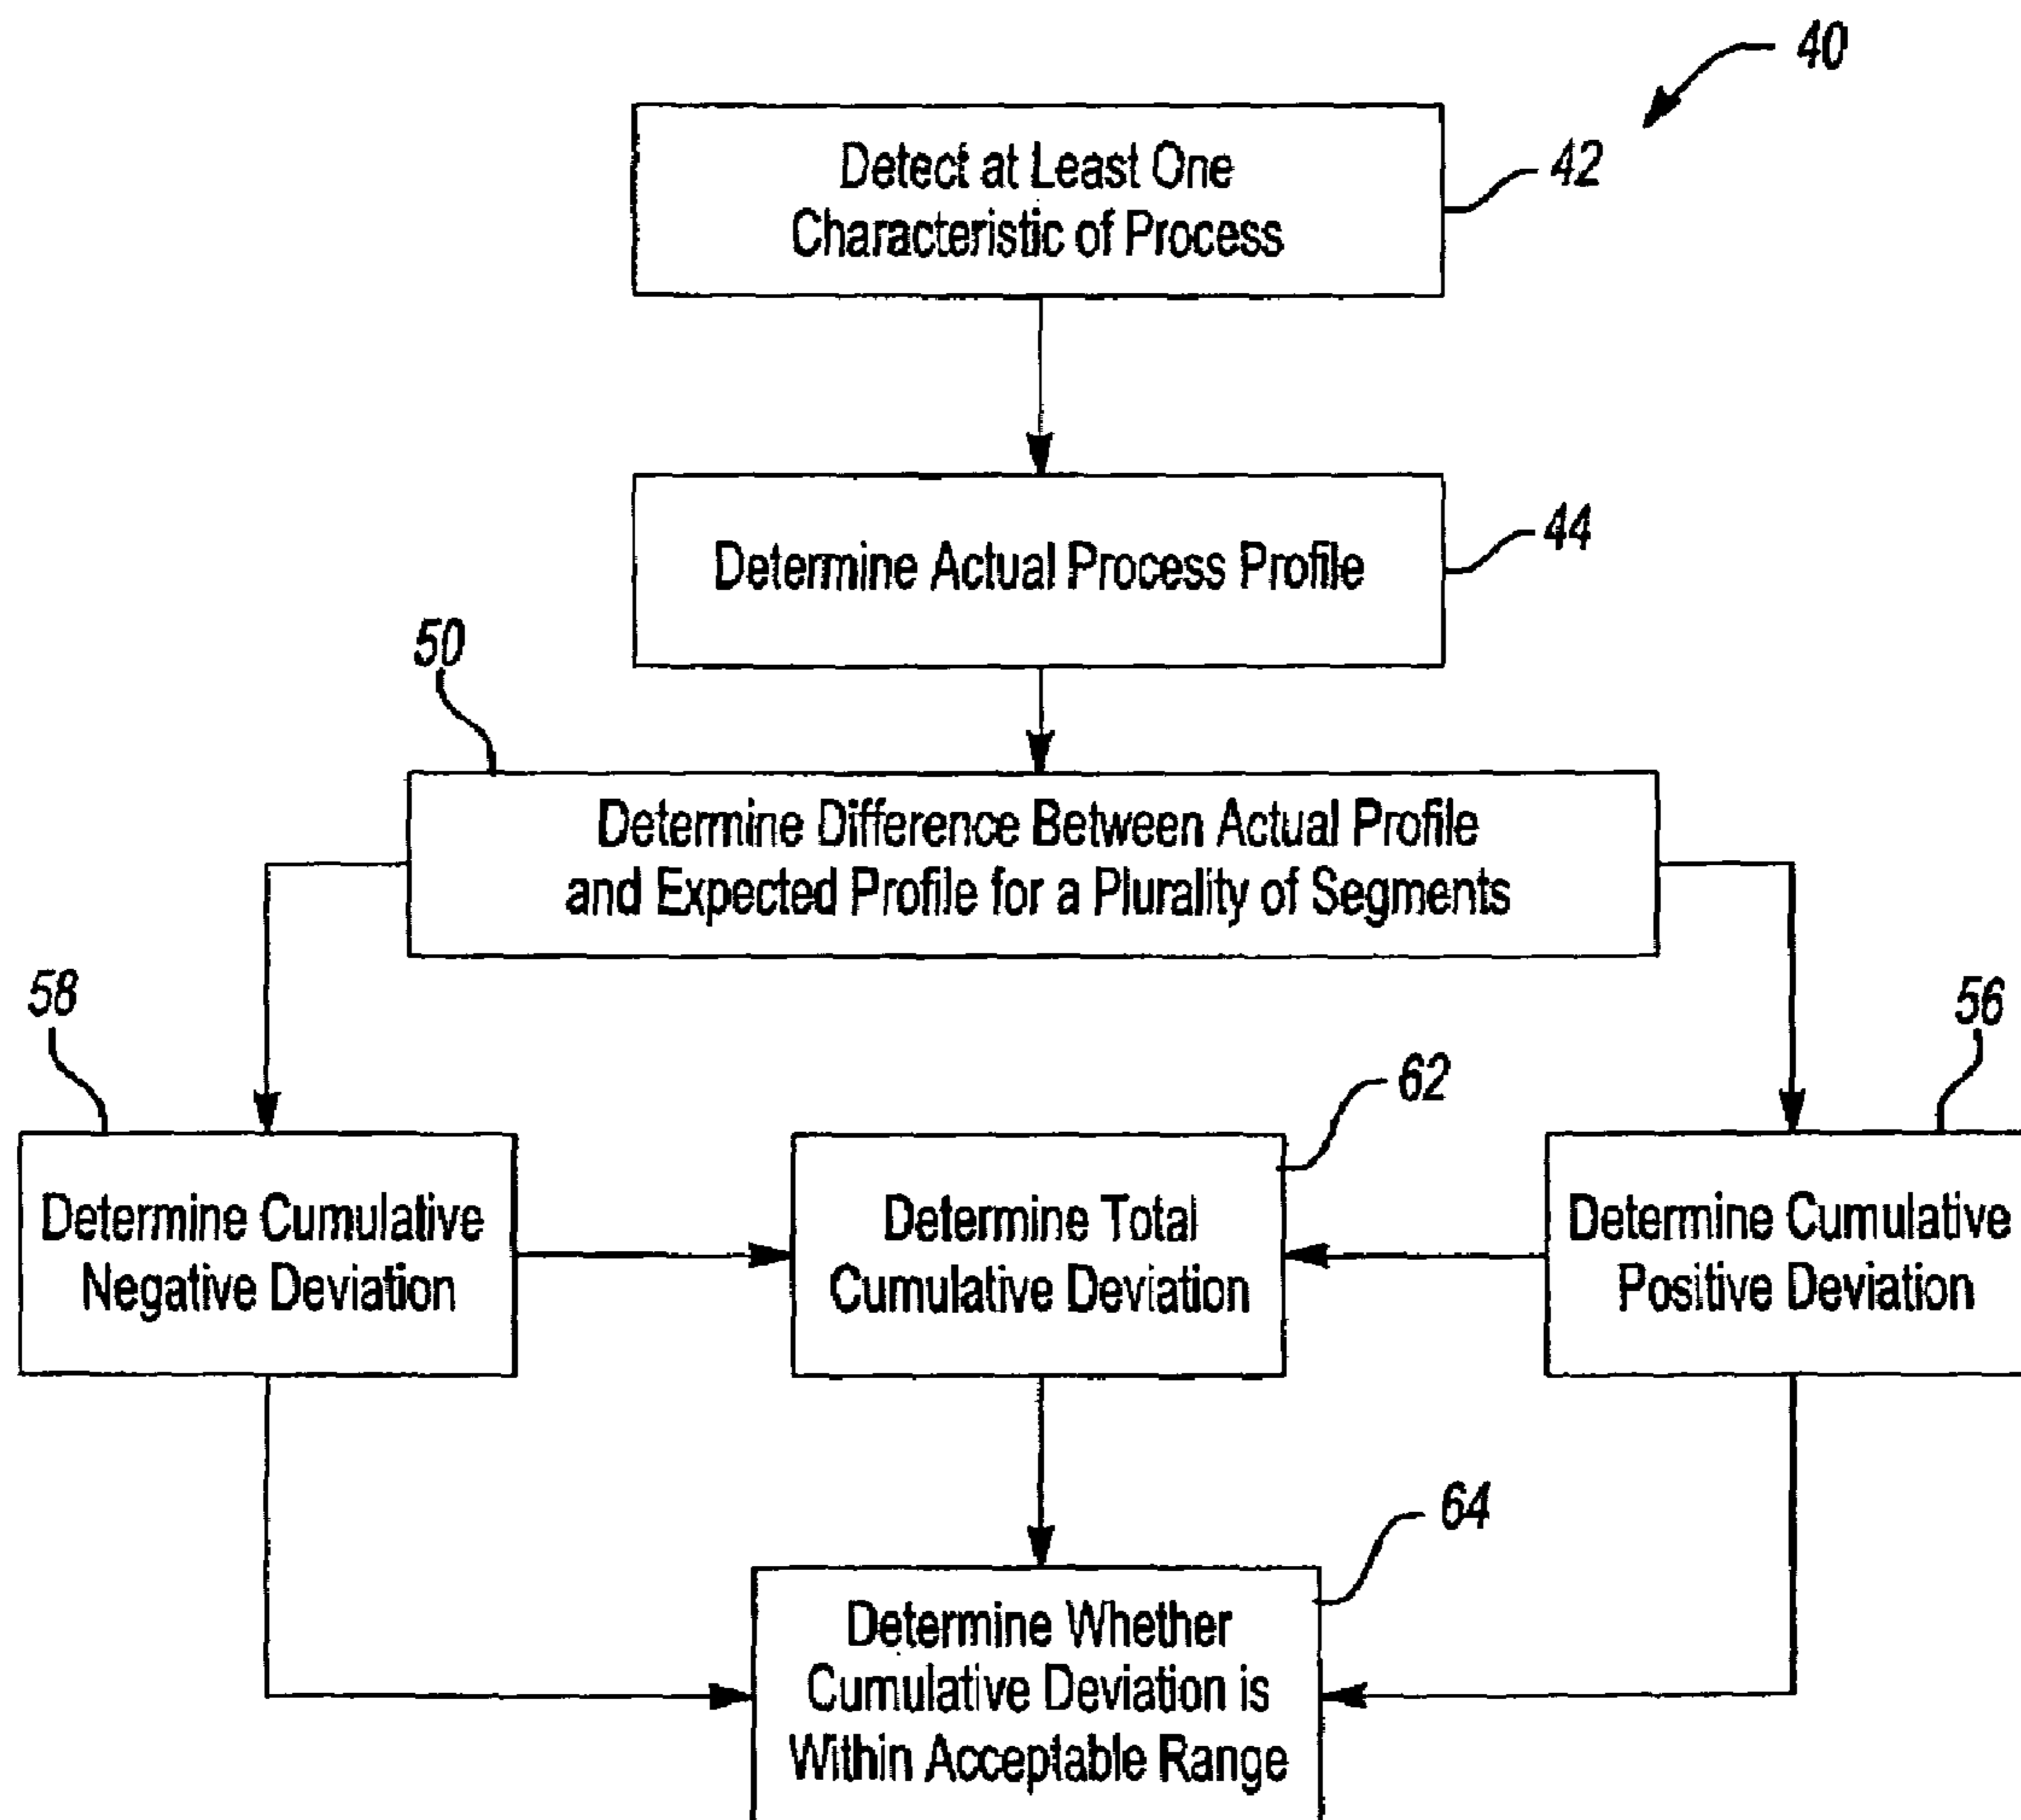 40
Detect at Least One
Characteristic of Process
42
Determine Actual Process Profile
44
50
Determine Difference Between Actual Profile
and Expected Profile for a Plurality of Segments
58
Determine Cumulative
Negative Deviation
62
Determine Total
Cumulative Deviation
56
Determine Cumulative
Positive Deviation
64
Determine Whether
Cumulative Deviation is
Within Acceptable Range